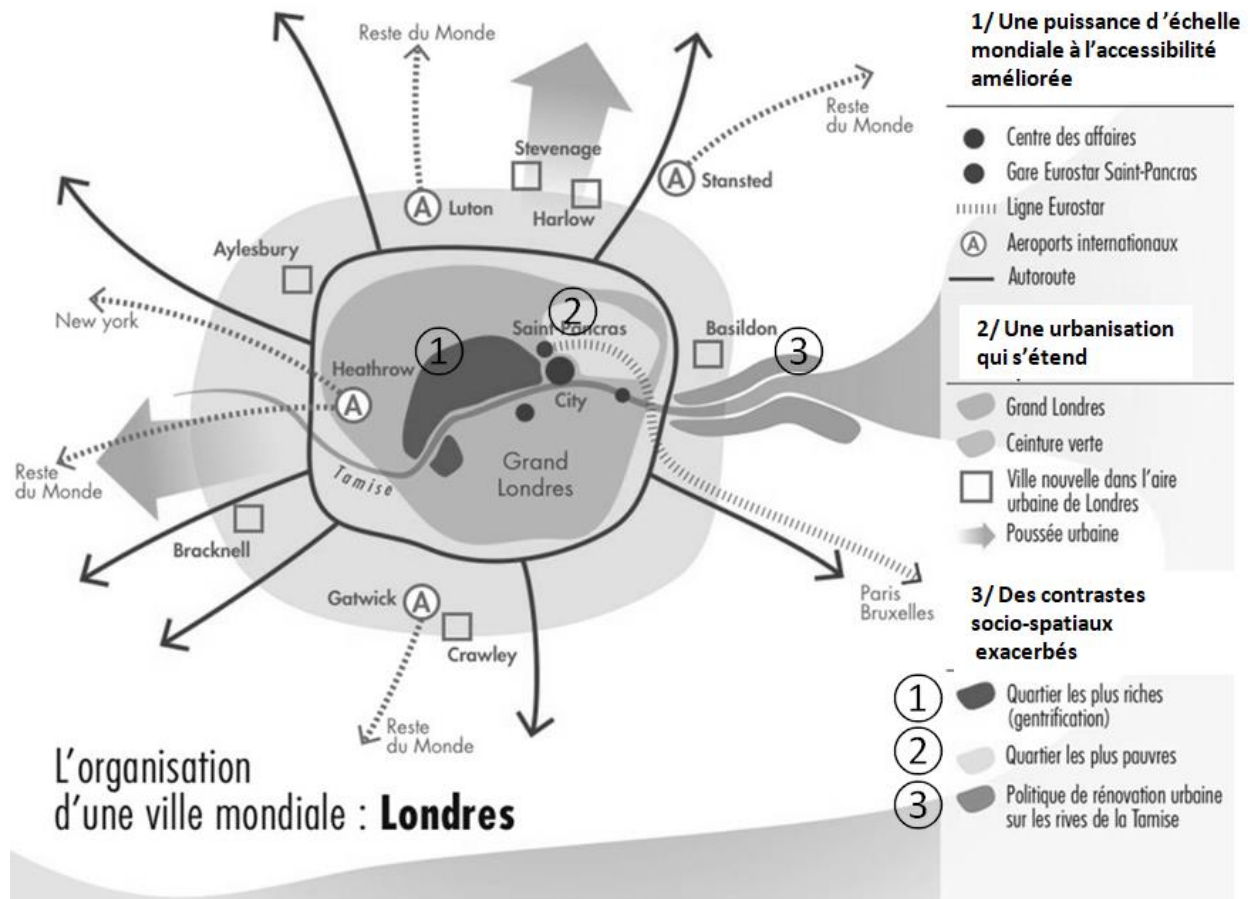 Reste du Monde
Reste
du Monde
Stevenage
A
Stansted
A
Luton
Harlow
Aylesbury
New york
2
Saint Pancras
Basildon
3
1
Heathrow
A
City
Reste
du Monde
Tamise
Grand
Londres
Bracknell
Gatwick
A
Crawley
Paris
Bruxelles
Reste
du Monde
L'organisation
d'une ville mondiale : Londres
1/ Une puissance d 'échelle
mondiale à l'accessibilité
améliorée
Centre des affaires
Gare Eurostar Saint-Pancras
Ligne Eurostar
A
Aeroports internationaux
Autoroute
2/ Une urbanisation
qui s'étend
Grand Londres
Ceinture verte
Ville nouvelle dans l'aire
urbaine de Londres
Poussée urbaine
3/ Des contrastes
socio-spatiaux
exacerbés
1
Quartier les plus riches
(gentrification)
2
Quartier les plus pauvres
3
Politique de rénovation urbaine
sur les rives de la Tamise